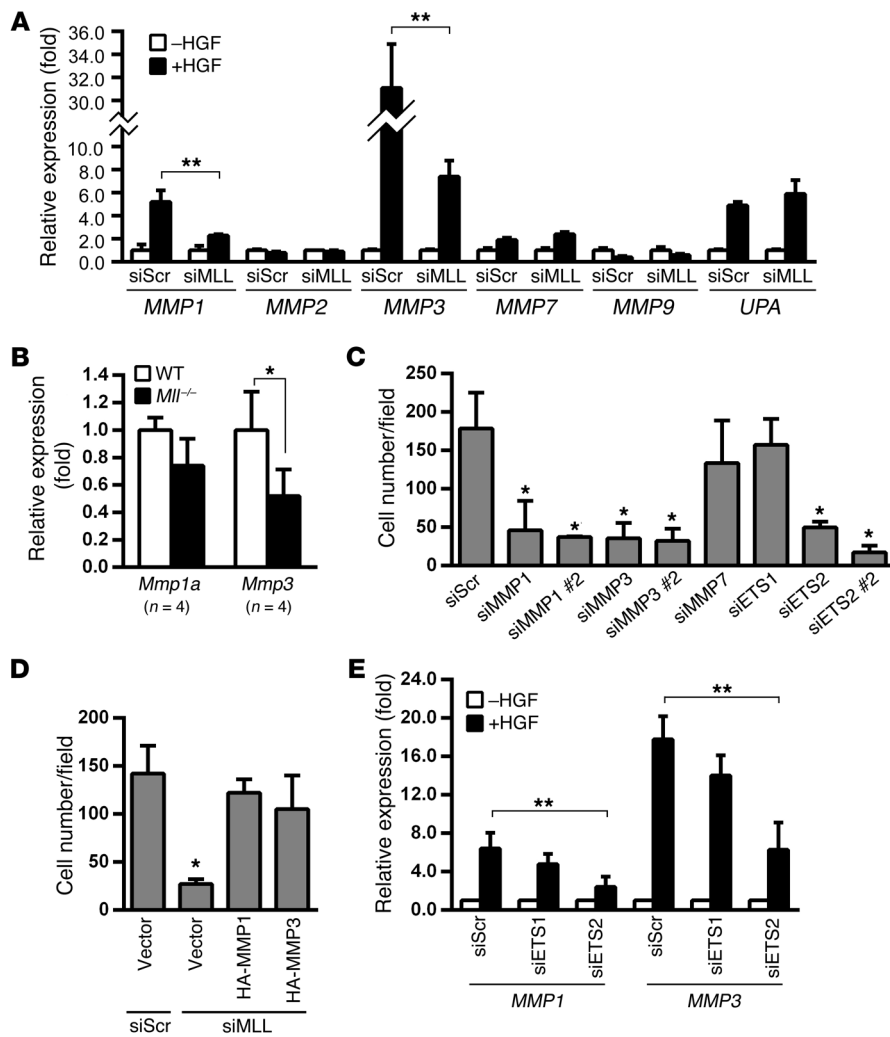 A
Relative expression (fold)
36.0
34.0
32.0
30.0
10.0
8.0
6.0
4.0
2.0
0.0
–HGF
+HGF
**
**
siScr siMLL siScr siMLL siScr siMLL siScr siMLL siScr siMLL siScr siMLL
MMP1 MMP2 MMP3 MMP7 MMP9 UPA
B
Relative expression
(fold)
1.4
1.2
1.0
0.8
0.6
0.4
0.2
0.0
WT
Mll–/–
*
Mmp1a Mmp3
(n = 4) (n = 4)
C
Cell number/field
250
200
150
100
50
0
* * * * * *
siScr
siMMP1
siMMP1 #2
siMMP3
siMMP3 #2
siMMP7
siETS1
siETS2
siETS2 #2
D
Cell number/field
200
150
100
50
0
*
Vector
Vector
HA-MMP1
HA-MMP3
siScr siMLL
E
Relative expression (fold)
24.0
20.0
16.0
12.0
8.0
4.0
0.0
–HGF
+HGF
**
**
siScr
siETS1
siETS2
siScr
siETS1
siETS2
MMP1 MMP3